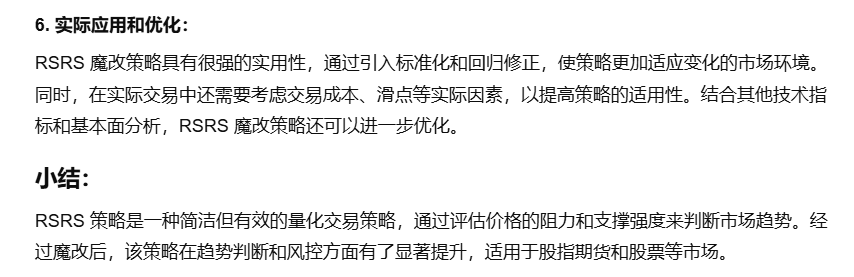 6. 实际应用和优化：
RSRS 魔改策略具有很强的实用性，通过引入标准化和回归修正，使策略更加适应变化的市场环境。
同时，在实际交易中还需要考虑交易成本、滑点等实际因素，以提高策略的适用性。结合其他技术指
标和基本面分析，RSRS 魔改策略还可以进一步优化。
小结：
RSRS 策略是一种简洁但有效的量化交易策略，通过评估价格的阻力和支撑强度来判断市场趋势。经
过魔改后，该策略在趋势判断和风控方面有了显著提升，适用于股指期货和股票等市场。